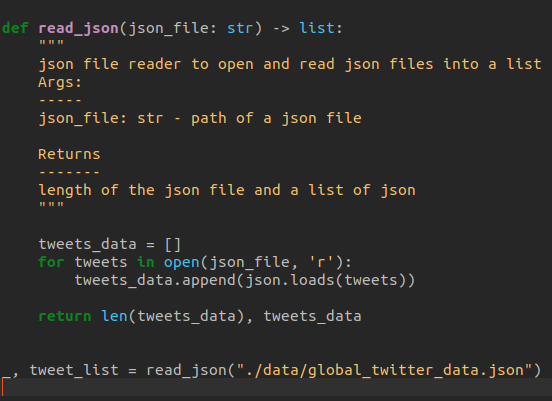 def read_json(json_file: str) -> list:
    """
    json file reader to open and read json files into a list
    Args:
    -----
    json_file: str - path of a json file

    Returns
    -------
    length of the json file and a list of json
    """

    tweets_data = []
    for tweets in open(json_file, 'r'):
        tweets_data.append(json.loads(tweets))

    return len(tweets_data), tweets_data


_, tweet_list = read_json("./data/global_twitter_data.json")